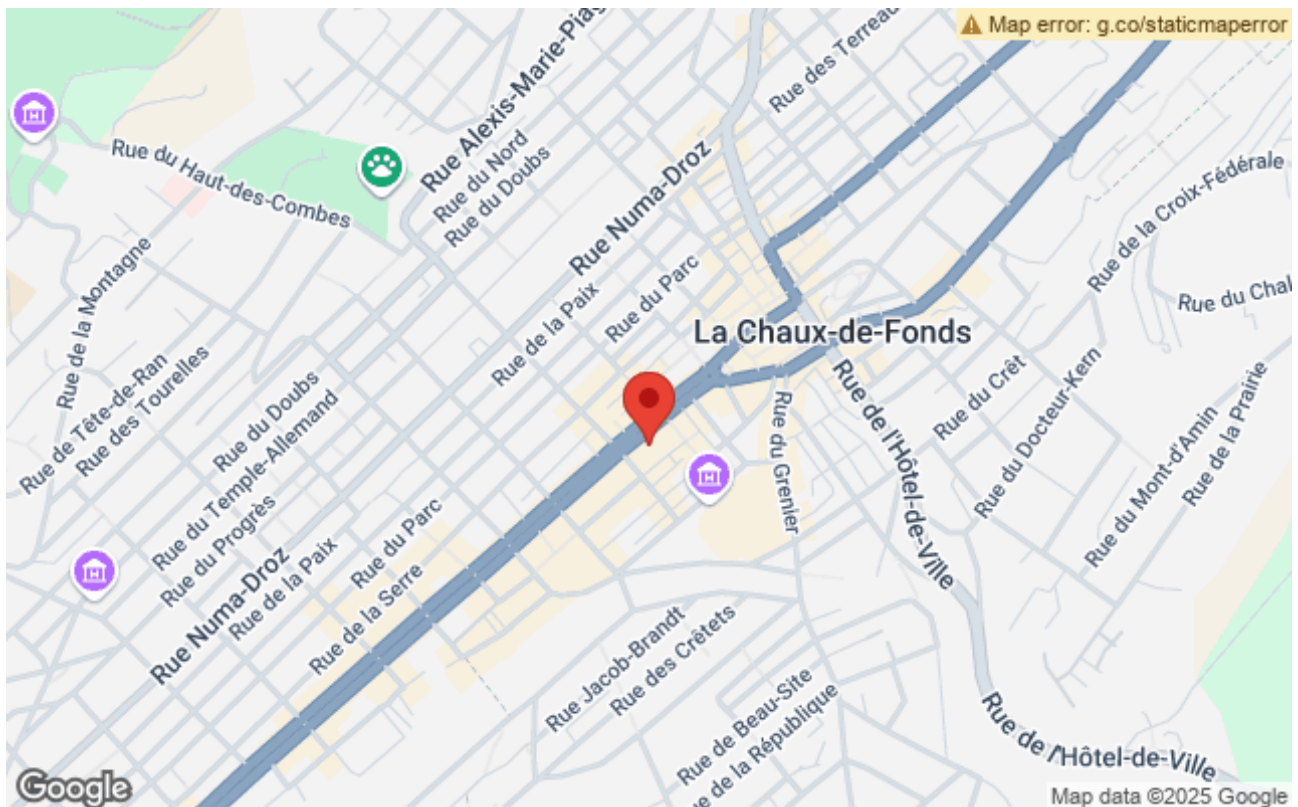 Map error: g.co/staticmaperror
Rue Alexis-Marie-Piag
Rue des Terreau
Rue du Nord
Rue du Doubs
Rue Numa-Droz
Rue du Haut-des-Combes
Rue de la Croix-Fédérale
Rue de la Montagne
Rue du Parc
Rue de la Paix
Rue du Chal
La Chaux-de-Fonds
Rue de Tête-de-Ran
Rue des Tourelles
Rue du Doubs
Rue du Temple-Allemand
Rue du Progrès
Rue Numa-Droz
Rue de la Paix
Rue du Parc
Rue de la Serre
Rue du Grenier
Rue de l'Hôtel-de-Ville
Rue du Crêt
Rue du Docteur-Kern
Rue du Mont-d'Amin
Rue de la Prairie
Rue Jacob-Brandt
Rue des Crêtets
Rue de Beau-Site
ue de la République
Rue de l'Hôtel-de-Ville
Google
Map data ©2025 Google